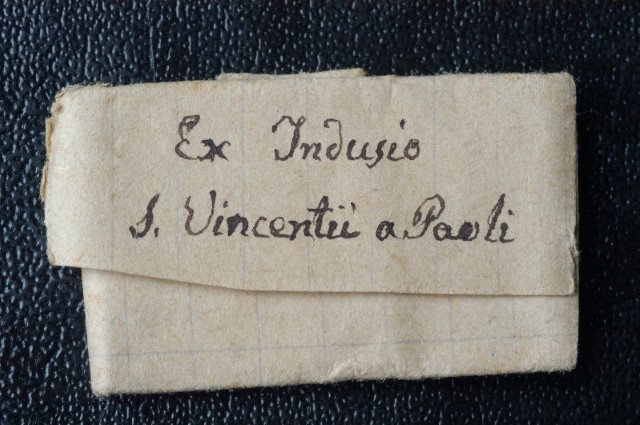 Ex Indusio
S. Vincentii a Paoli